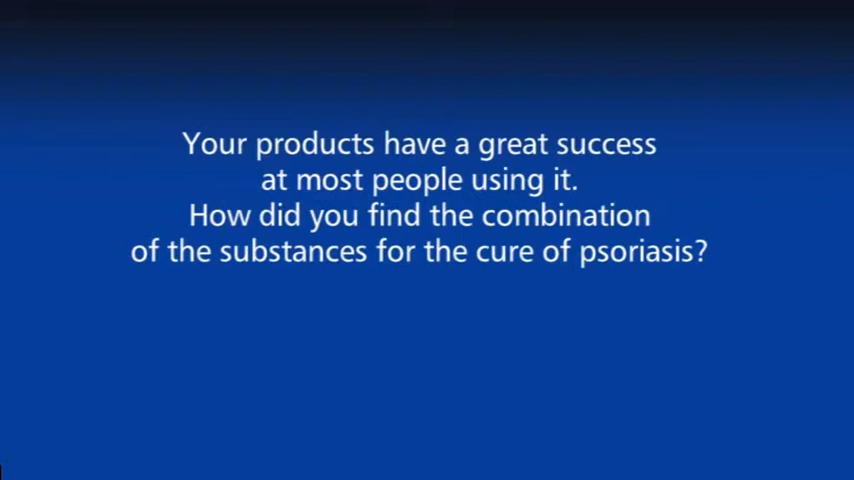 Your products have a great success
at most people using it.
How did you find the combination
of the substances for the cure of psoriasis?